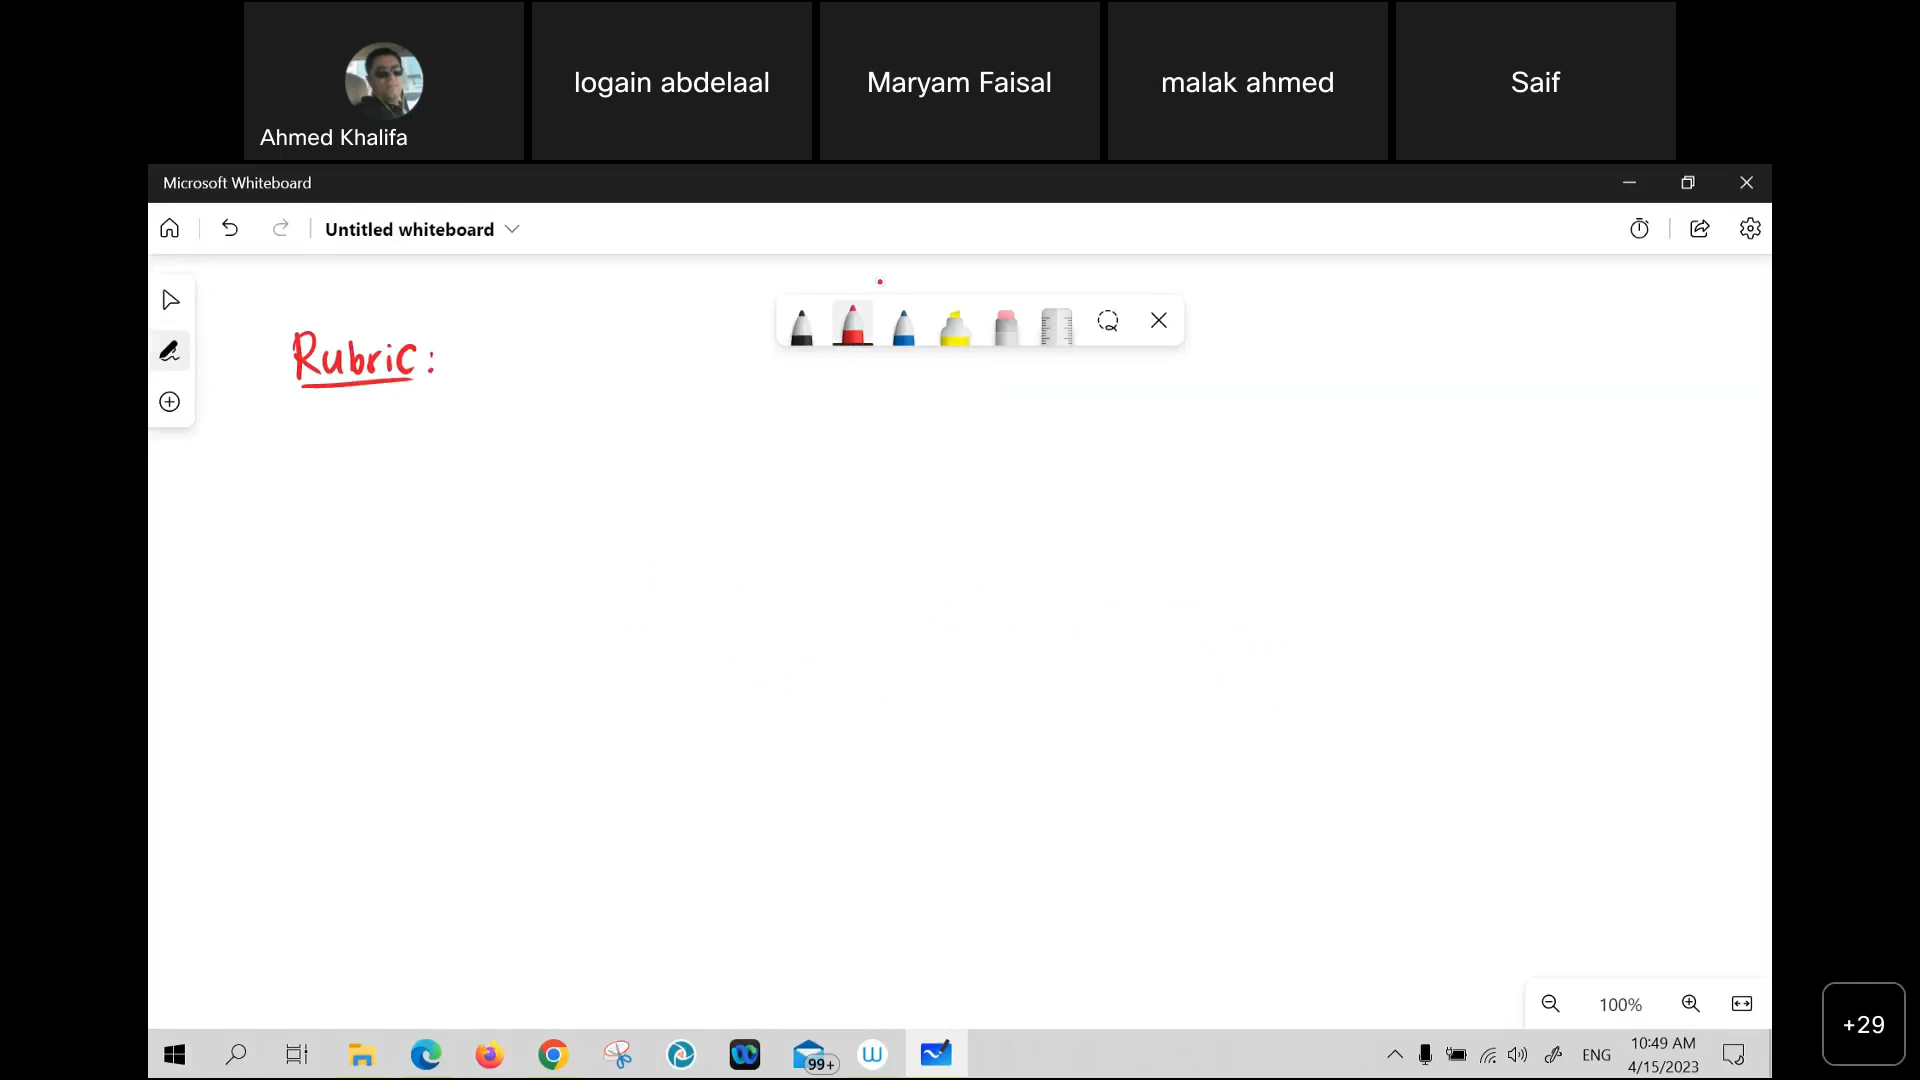 logain abdelaal
Maryam Faisal
malak ahmed
Saif
Ahmed Khalifa
Microsoft Whiteboard
Untitled whiteboard
Rubric:
100%
+29
99+
ENG
10:49 AM
4/15/2023